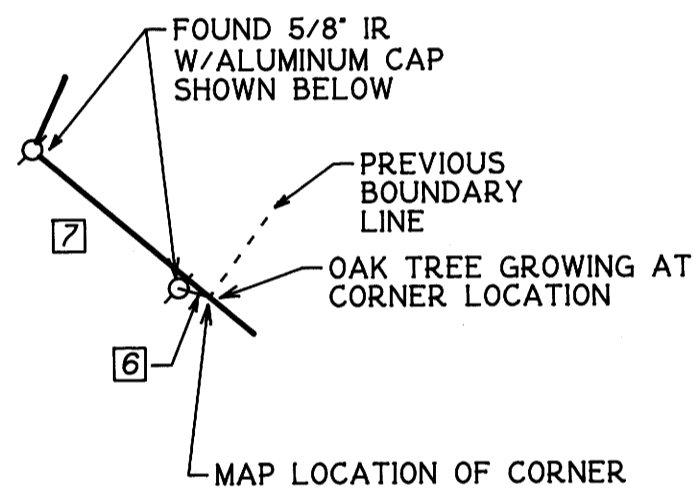 FOUND 5/8" IR
W/ALUMINUM CAP
SHOWN BELOW
PREVIOUS
BOUNDARY
LINE
7
OAK TREE GROWING AT
CORNER LOCATION
6
MAP LOCATION OF CORNER